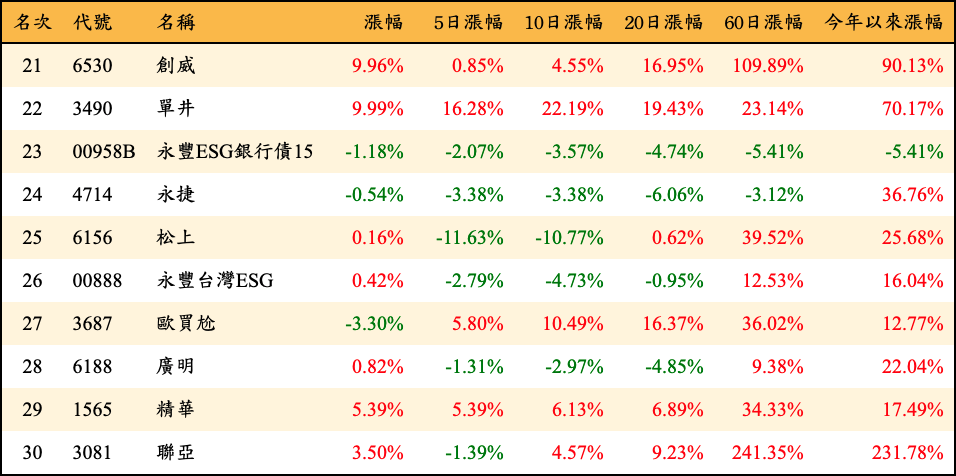 名次 代號 名稱 漲幅 5日漲幅 10日漲幅 20日漲幅 60日漲幅 今年以來漲幅
21 6530 創威 9.96% 0.85% 4.55% 16.95% 109.89% 90.13%
22 3490 單井 9.99% 16.28% 22.19% 19.43% 23.14% 70.17%
23 00958B 永豐ESG銀行債15 -1.18% -2.07% -3.57% -4.74% -5.41% -5.41%
24 4714 永捷 -0.54% -3.38% -3.38% -6.06% -3.12% 36.76%
25 6156 松上 0.16% -11.63% -10.77% 0.62% 39.52% 25.68%
26 00888 永豐台灣ESG 0.42% -2.79% -4.73% -0.95% 12.53% 16.04%
27 3687 歐買尬 -3.30% 5.80% 10.49% 16.37% 36.02% 12.77%
28 6188 廣明 0.82% -1.31% -2.97% -4.85% 9.38% 22.04%
29 1565 精華 5.39% 5.39% 6.13% 6.89% 34.33% 17.49%
30 3081 聯亞 3.50% -1.39% 4.57% 9.23% 241.35% 231.78%